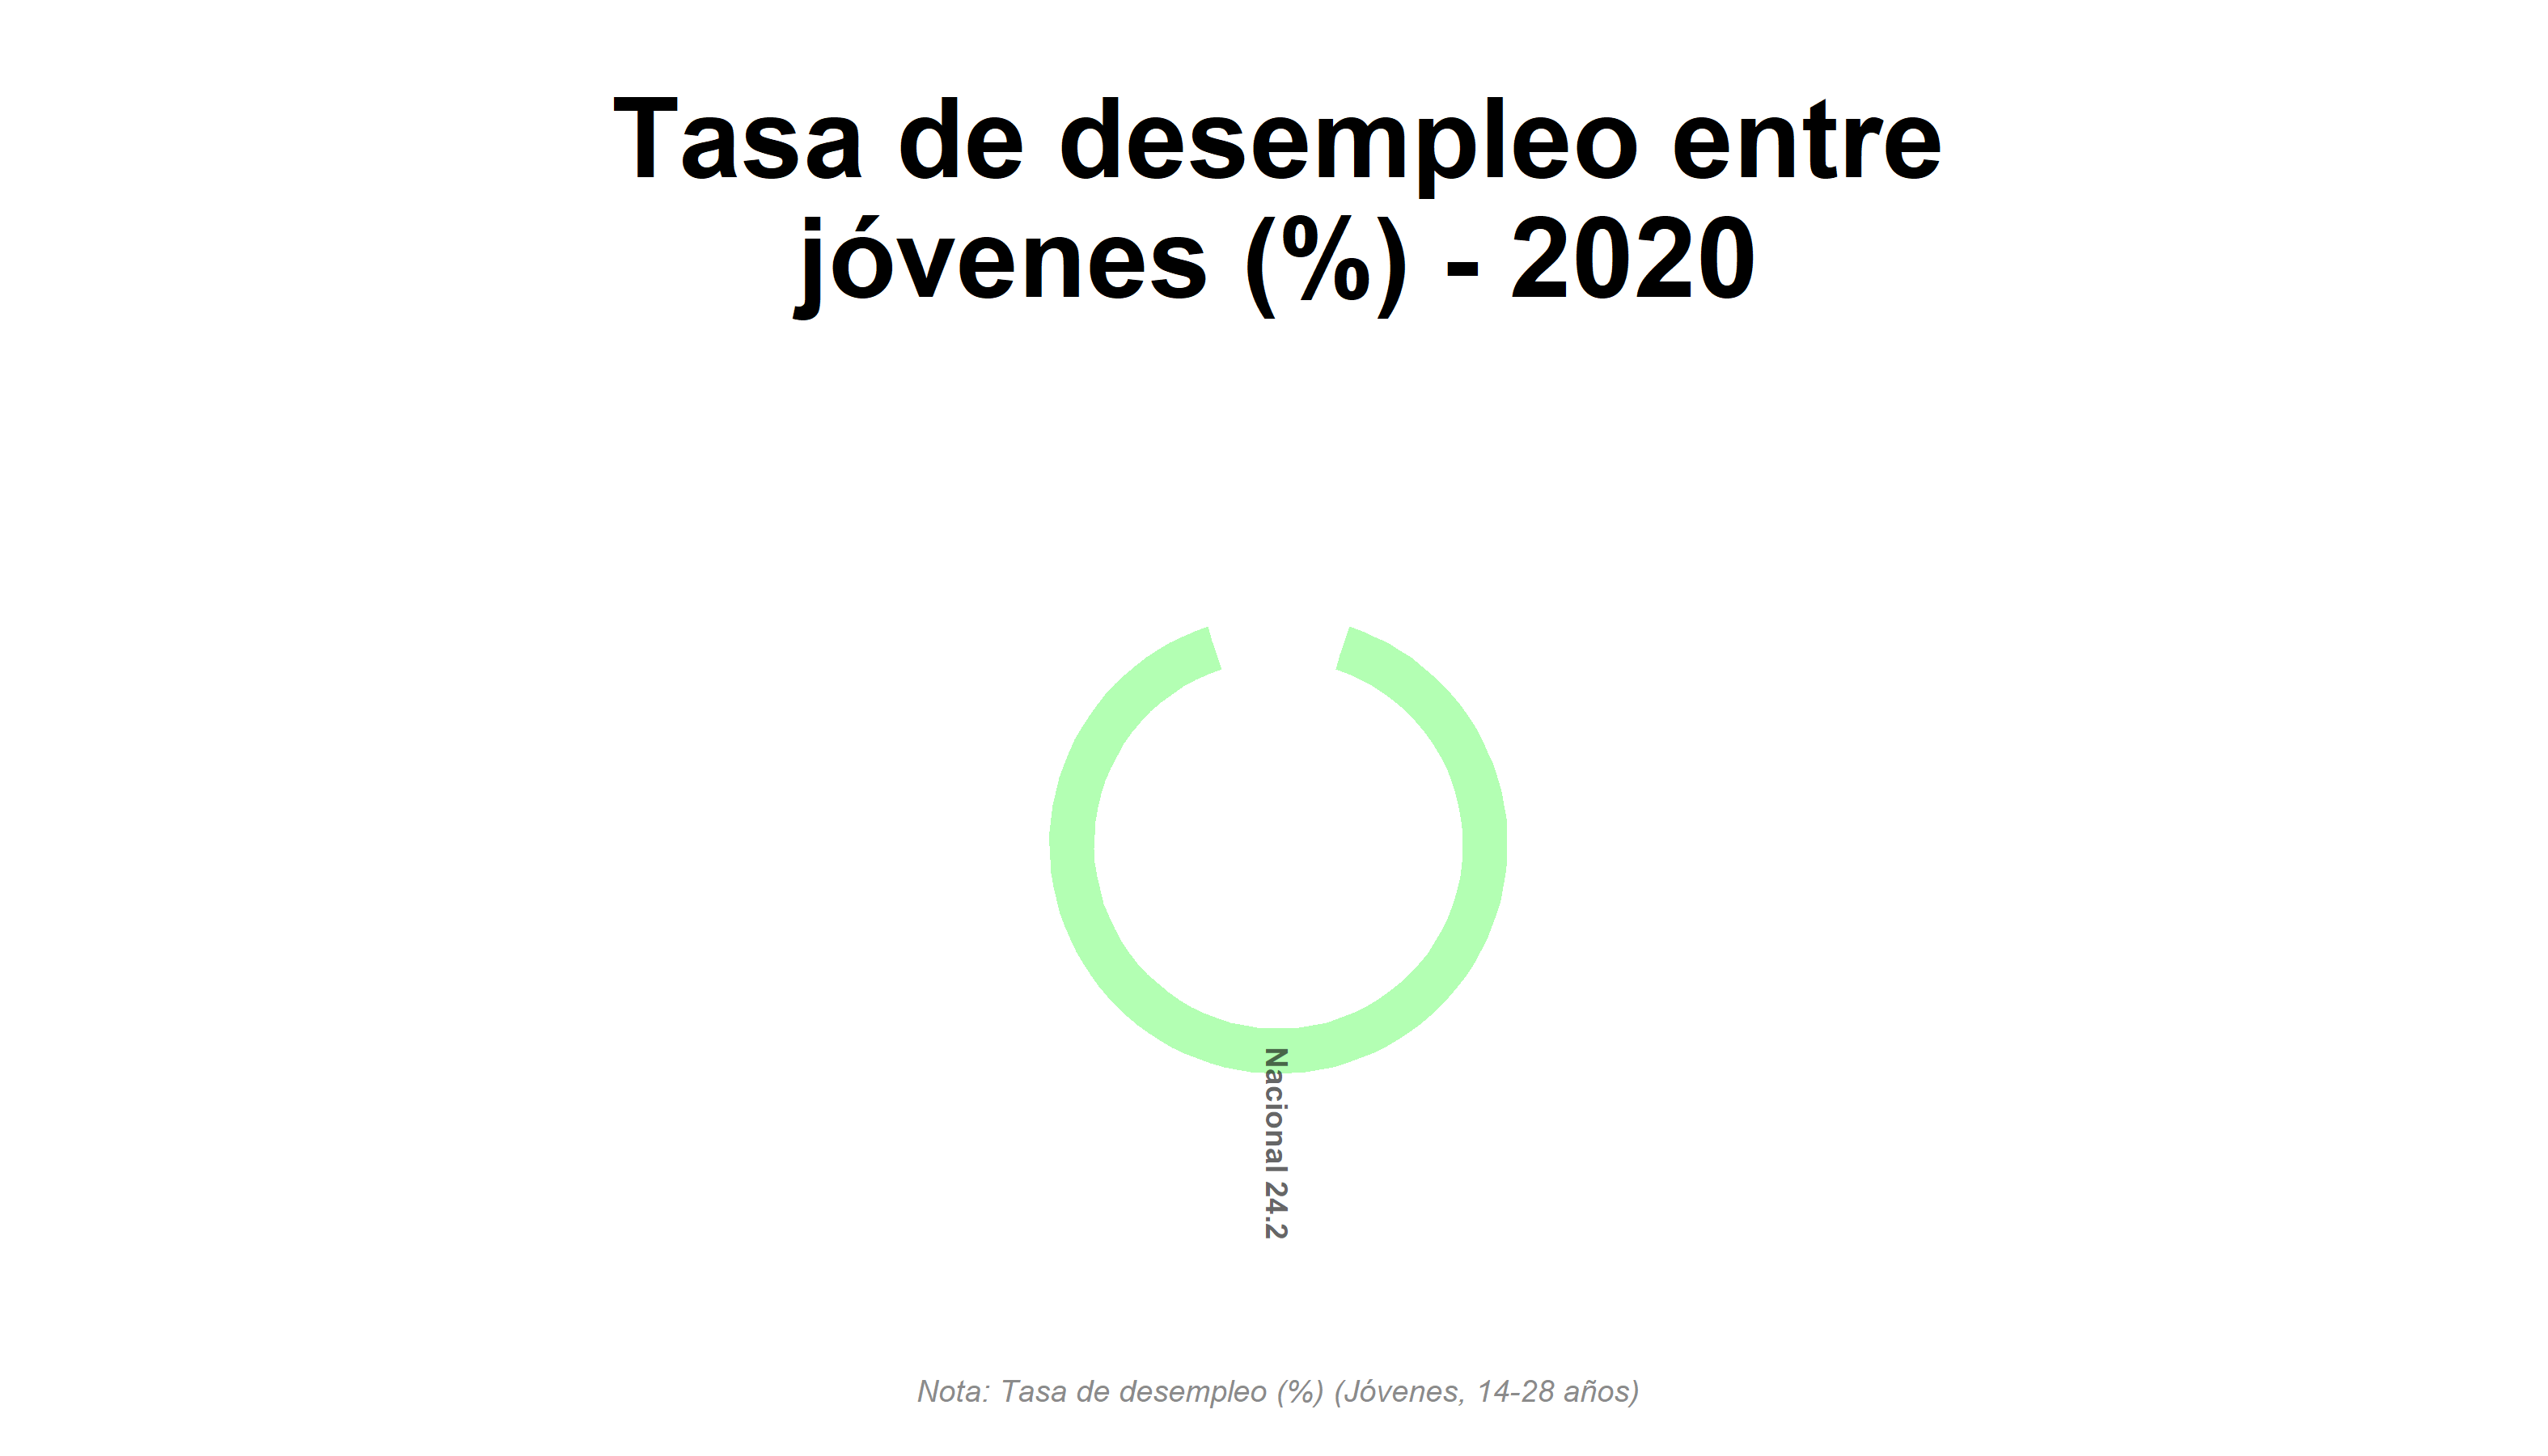 Tasa de desempleo entre
jóvenes (%) - 2020
Nacional 24.2
Nota: Tasa de desempleo (%) (Jóvenes, 14-28 años)